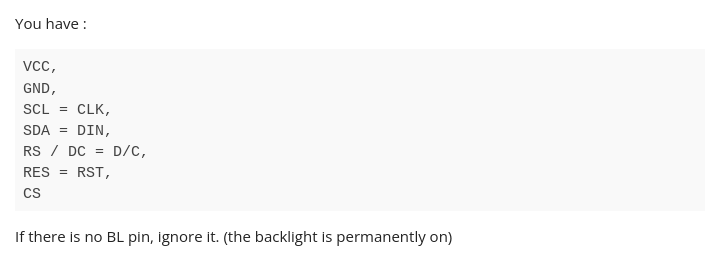 You have :
VCC,
GND,
SCL = CLK,
SDA = DIN,
RS / DC = D/C,
RES = RST,
CS
If there is no BL pin, ignore it. (the backlight is permanently on)